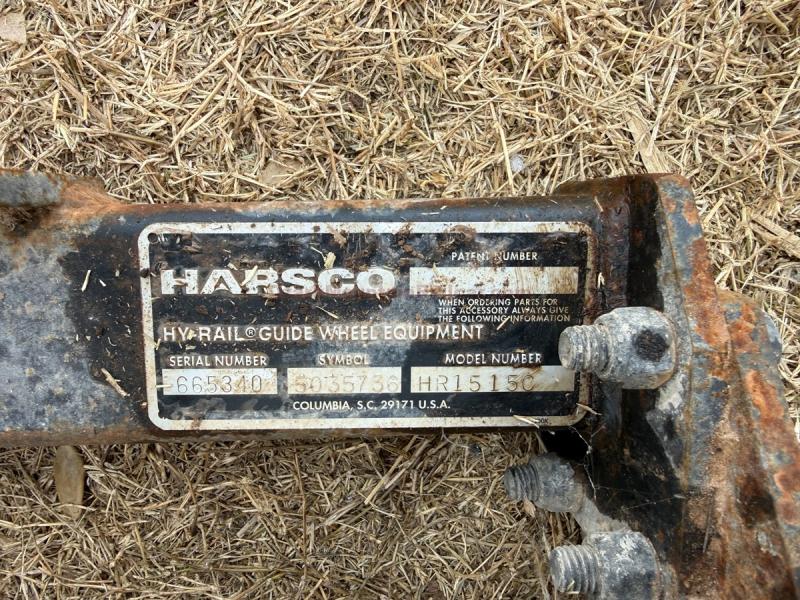 PATENT NUMBER
HARSCO
WHEN ORDERING PARTS FOR
THIS ACCESSORY ALWAYS GIVE
THE FOLLOWING INFORMATION
HY-RAIL® GUIDE WHEEL EQUIPMENT
SERIAL NUMBER SYMBOL MODEL NUMBER
665340 6035736 HR1515C
COLUMBIA, S.C. 29171 U.S.A.